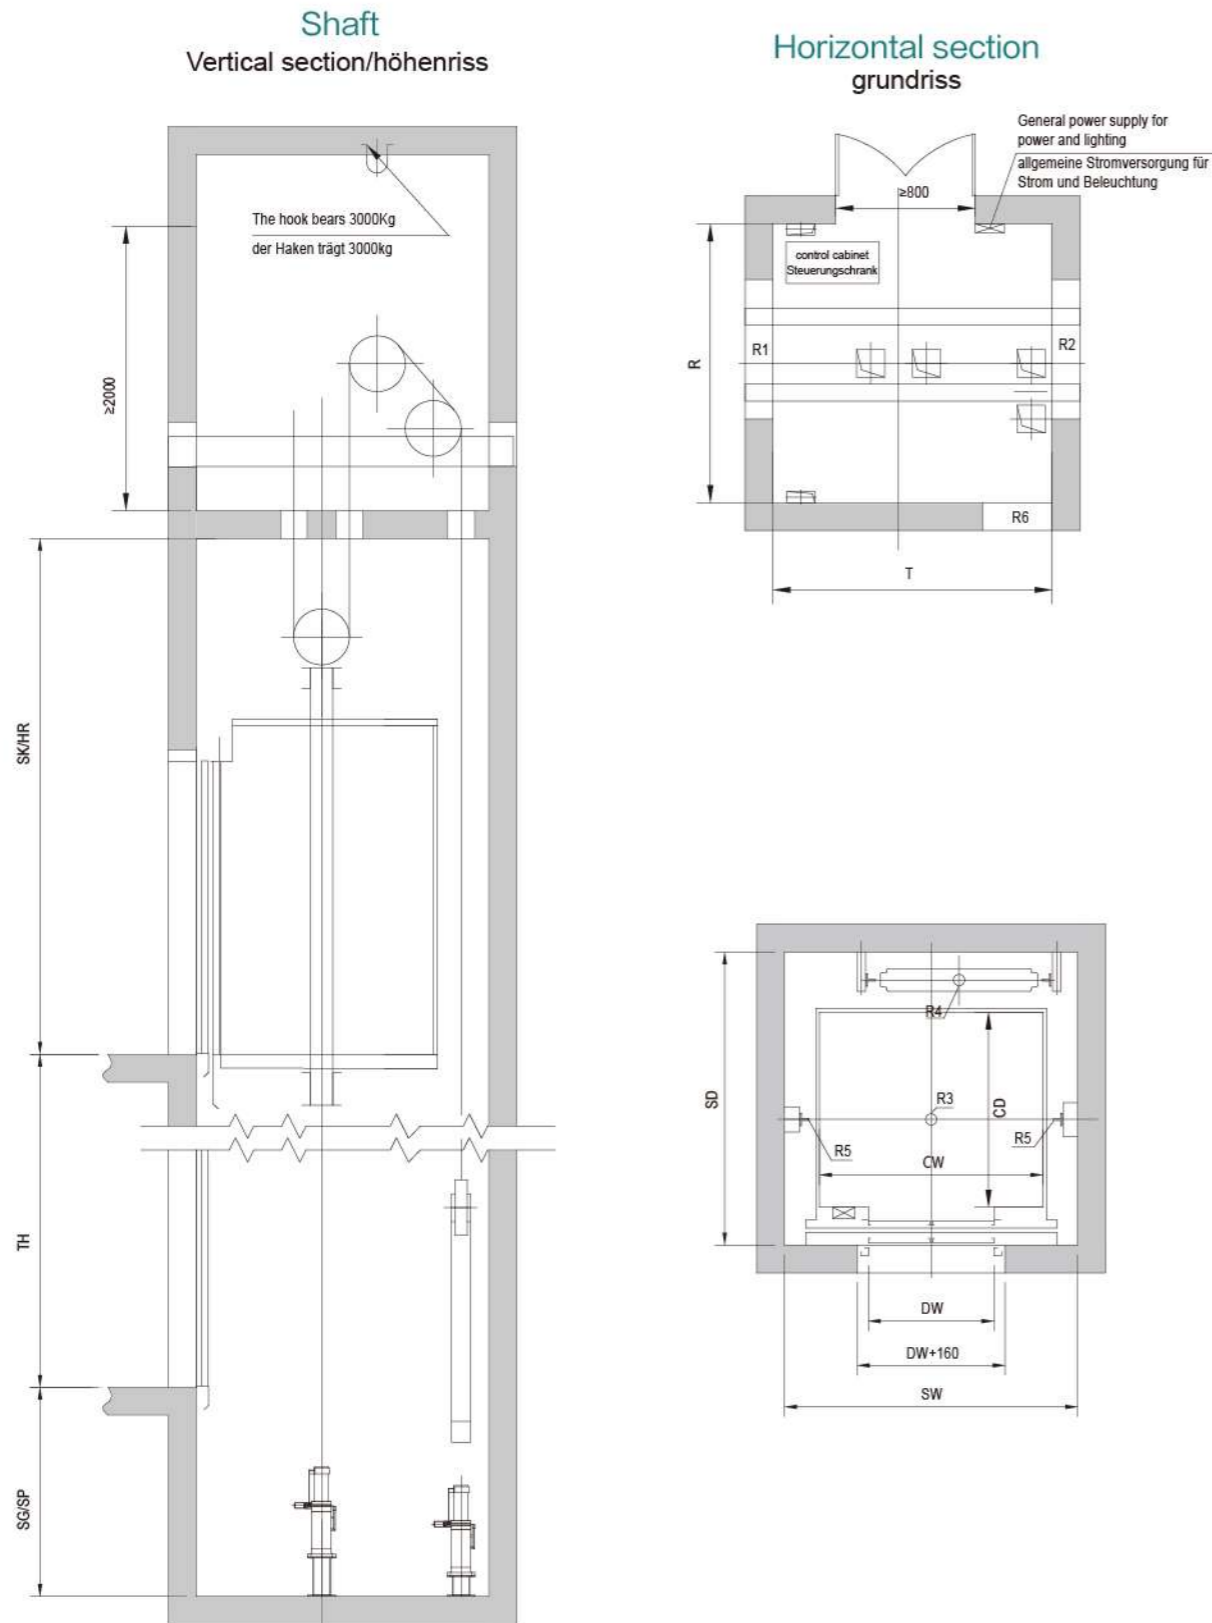 Shaft
Vertical section/höhenriss
The hook bears 3000Kg
der Haken trägt 3000kg
≥2000
SK/HR
TH
SG/SP
Horizontal section
grundriss
General power supply for
power and lighting
allgemeine Stromversorgung für
Strom und Beleuchtung
≥800
control cabinet
Steuerungschrank
R
R1
R2
R6
T
R4
SD
R3
CD
R5
R5
CW
DW
DW+160
SW